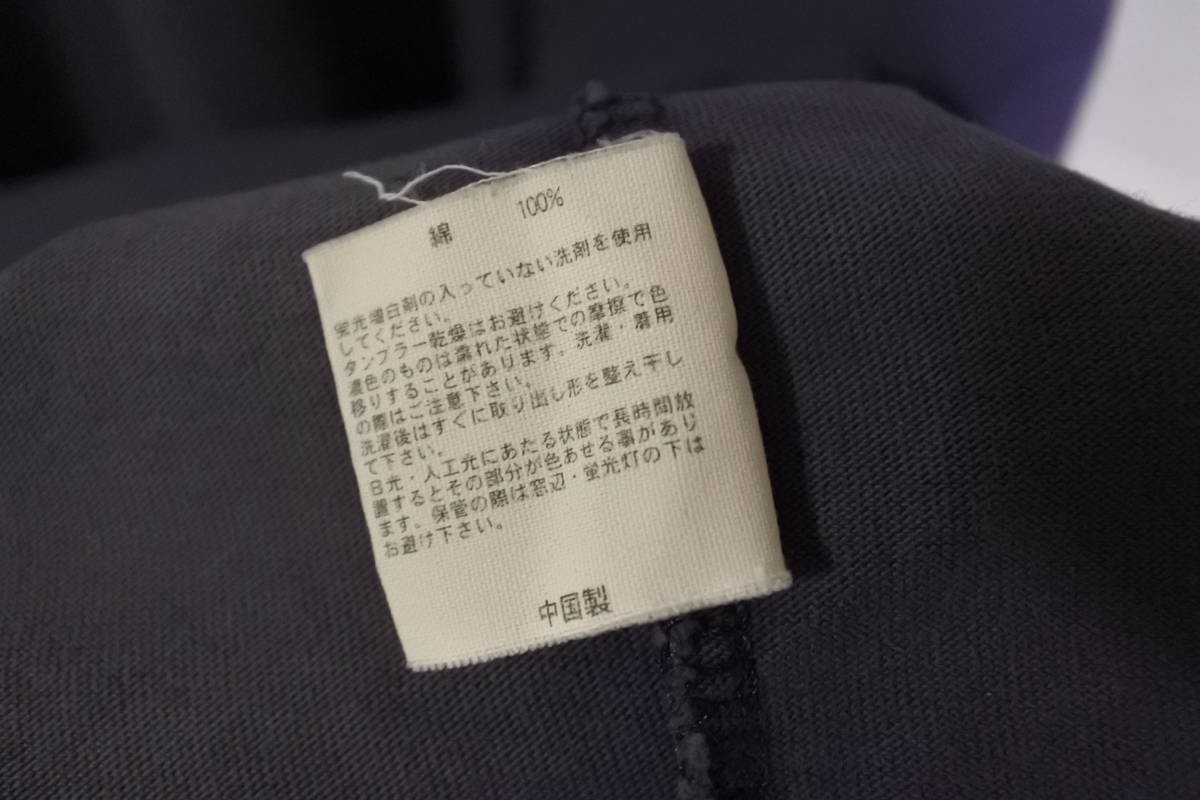 綿 100%
蛍光増白剤の入っていない洗剤を使用
してください。
タンブラー乾燥はお避けください。
濃色のものは濡れた状態での摩擦で色
移りすることがあります。洗濯・着用
の際はご注意下さい。
洗濯後はすぐに取り出し形を整え干し
て下さい。
日光・人工光にあたる状態で長時間放
置するとその部分が色あせる事があり
ます。保管の際は窓辺・蛍光灯の下は
お避け下さい。
中国製